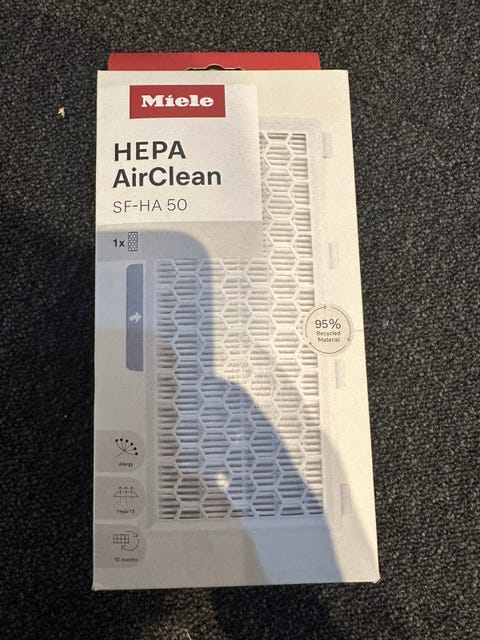 Miele
HEPA
AirClean
SF-HA 50
1x
95%
Recycled
Material
Allergy
Hepa 13
12 months